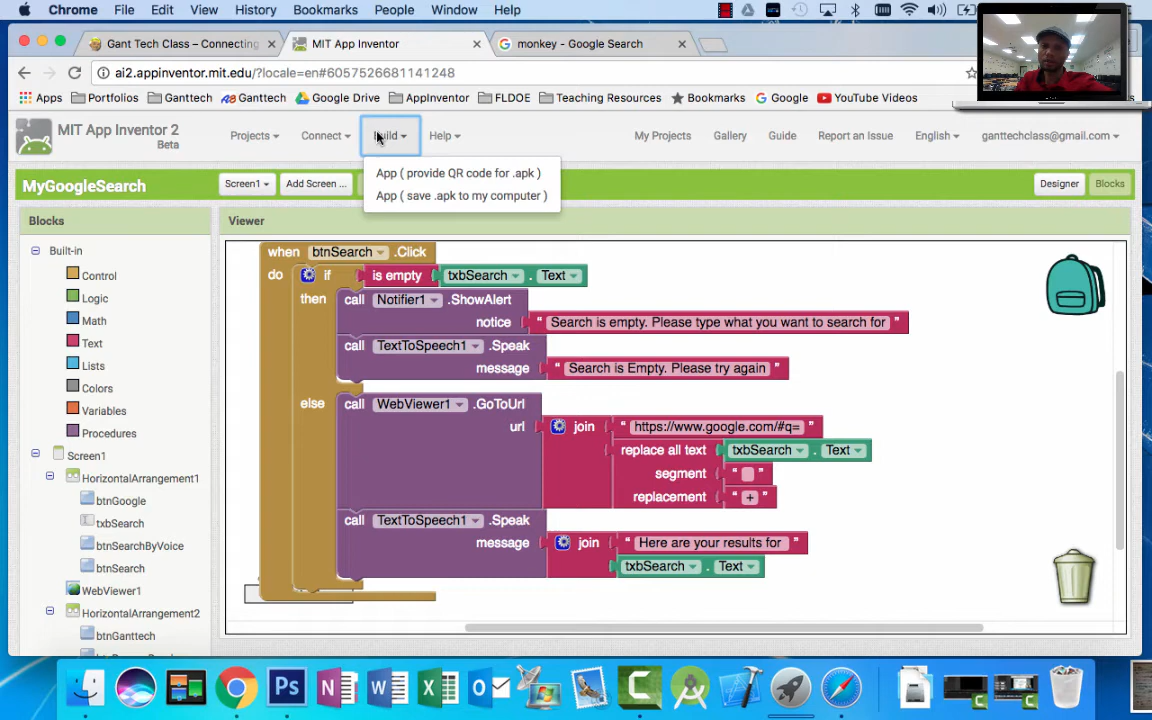 Chrome File Edit View History Bookmarks People Window Help
Gant Tech Class – Connecting MIT App Inventor monkey - Google Search
ai2.appinventor.mit.edu/?locale=en#6057526681141248
Apps Portfolios Ganttech Ganttech Google Drive AppInventor FLDOE Teaching Resources Bookmarks Google YouTube Videos
MIT App Inventor 2
Beta
Projects Connect Build Help My Projects Gallery Guide Report an Issue English ganttechclass@gmail.com
App ( provide QR code for .apk )
App ( save .apk to my computer )
MyGoogleSearch Screen1 Add Screen ... Designer Blocks
Blocks Viewer
Built-in
Control
Logic
Math
Text
Lists
Colors
Variables
Procedures
Screen1
HorizontalArrangement1
btnGoogle
txbSearch
btnSearchByVoice
btnSearch
WebViewer1
HorizontalArrangement2
btnGanttech
when btnSearch .Click
do if is empty txbSearch . Text
then call Notifier1 .ShowAlert
notice " Search is empty. Please type what you want to search for "
call TextToSpeech1 .Speak
message " Search is Empty. Please try again "
else call WebViewer1 .GoToUrl
url join " https://www.google.com/#q= "
replace all text txbSearch . Text
segment " "
replacement " + "
call TextToSpeech1 .Speak
message join " Here are your results for "
txbSearch . Text